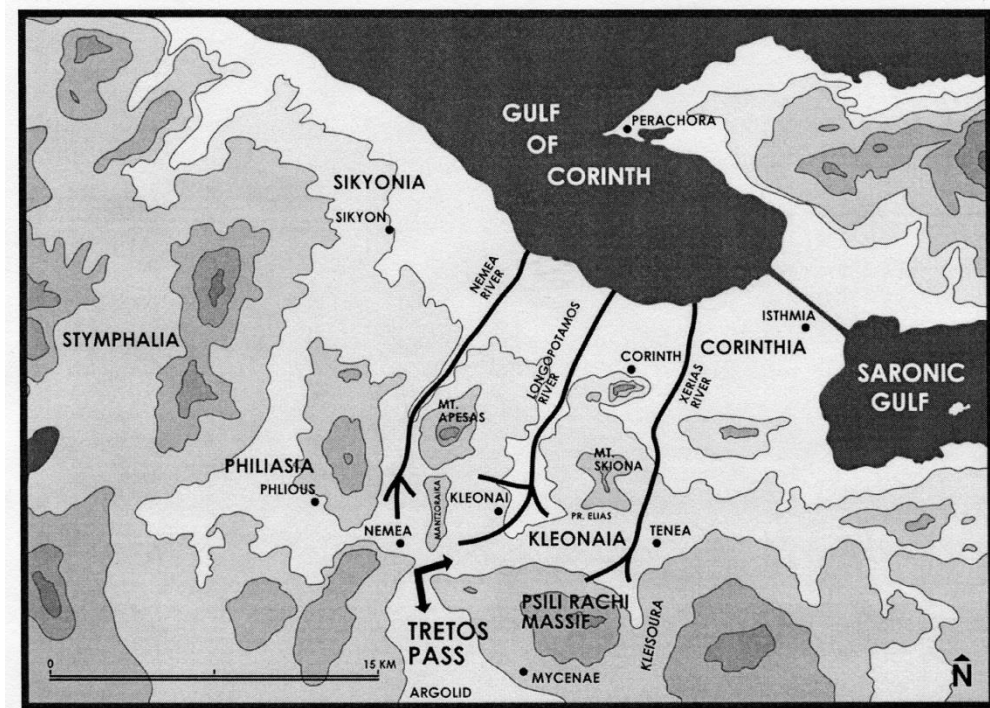 GULF
OF
CORINTH
PERACHORA
SIKYONIA
SIKYON
NEMEA
RIVER
STYMPHALIA
LONGOPOTAMOS
RIVER
ISTHMIA
CORINTH
CORINTHIA
XERIAS
RIVER
SARONIC
GULF
MT.
APESAS
MT.
SKIONA
PHILIASIA
PHLIOUS
MANTZORAIKA
KLEONAI
PR. ELIAS
NEMEA
KLEONAIA
TENEA
PSILI RACHI
MASSIF
TRETOS
PASS
KLEISOURA
0
15 KM
MYCENAE
N
ARGOLID